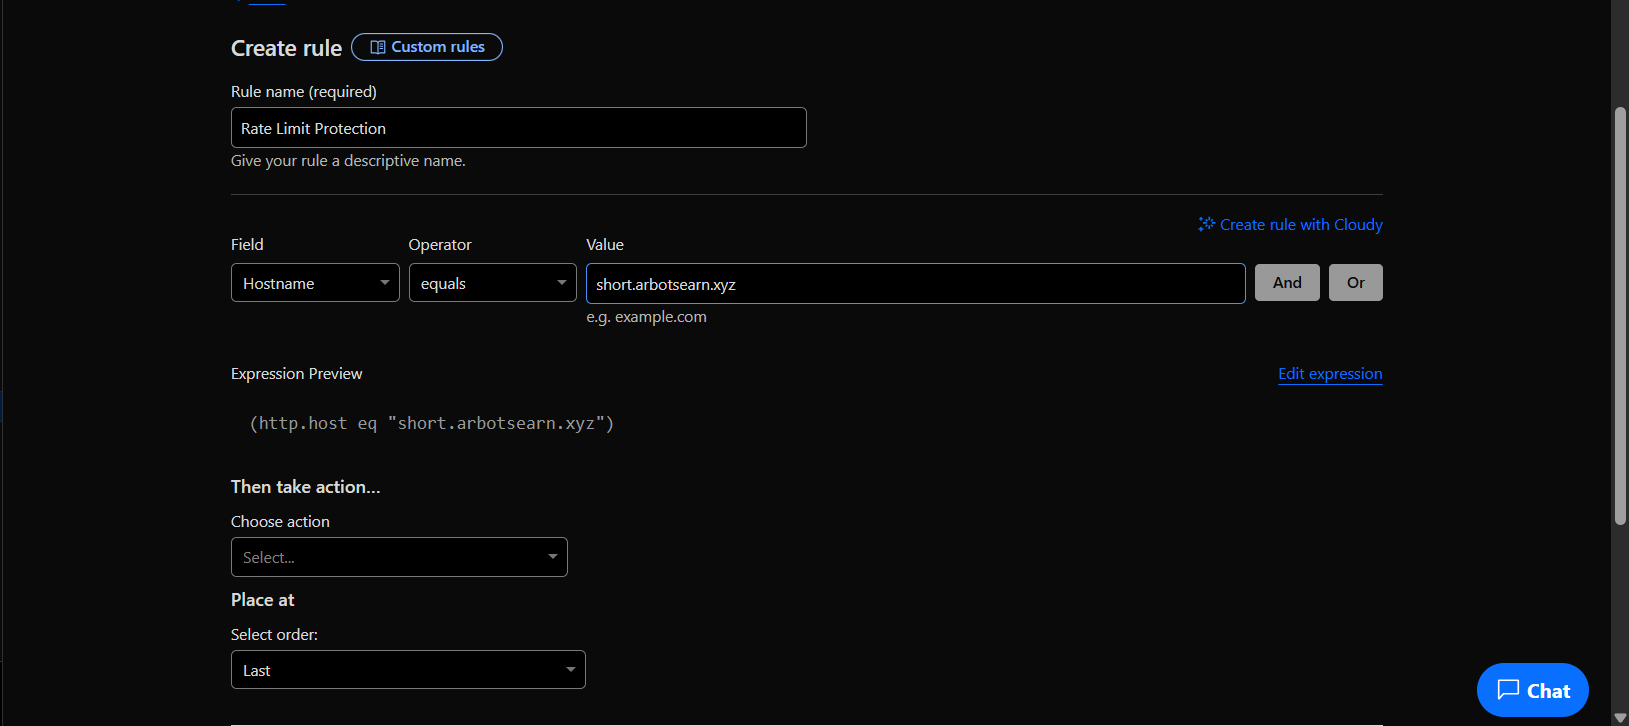 Create rule Custom rules
Rule name (required)
Rate Limit Protection
Give your rule a descriptive name.
Create rule with Cloudy
Field Operator Value
Hostname equals short.arbotsearn.xyz And Or
e.g. example.com
Expression Preview Edit expression
(http.host eq "short.arbotsearn.xyz")
Then take action...
Choose action
Select...
Place at
Select order:
Last
Chat